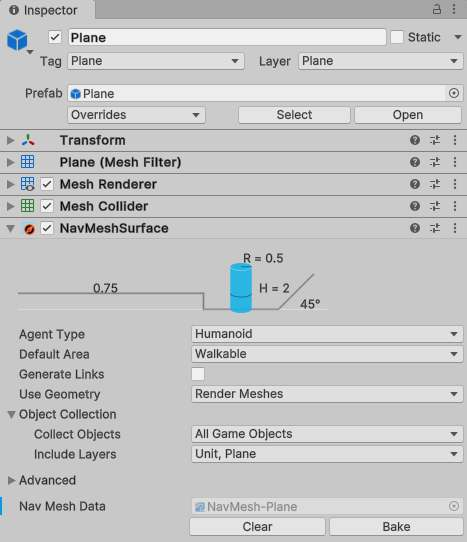 Inspector
Plane
Static
Tag Plane Layer Plane
Prefab Plane
Overrides Select Open
Transform
Plane (Mesh Filter)
Mesh Renderer
Mesh Collider
NavMeshSurface
R = 0.5
0.75
H = 2
45°
Agent Type Humanoid
Default Area Walkable
Generate Links
Use Geometry Render Meshes
Object Collection
Collect Objects All Game Objects
Include Layers Unit, Plane
Advanced
Nav Mesh Data NavMesh-Plane
Clear Bake